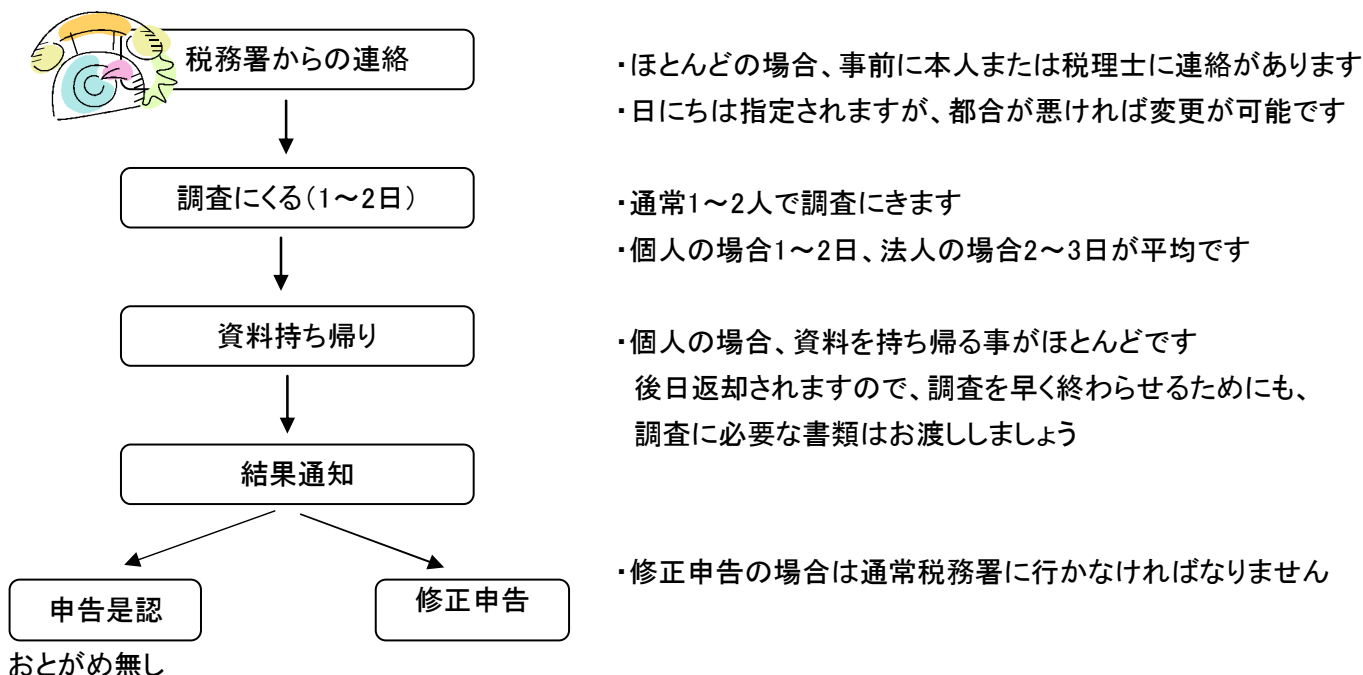 税務署からの連絡
・ほとんどの場合、事前に本人または税理士に連絡があります
・日にちは指定されますが、都合が悪ければ変更が可能です
調査にくる(1～2日)
・通常1～2人で調査にきます
・個人の場合1～2日、法人の場合2～3日が平均です
資料持ち帰り
・個人の場合、資料を持ち帰る事がほとんどです
後日返却されますので、調査を早く終わらせるためにも、
調査に必要な書類はお渡ししましょう
結果通知
・修正申告の場合は通常税務署に行かなければなりません
申告是認
修正申告
おとがめ無し